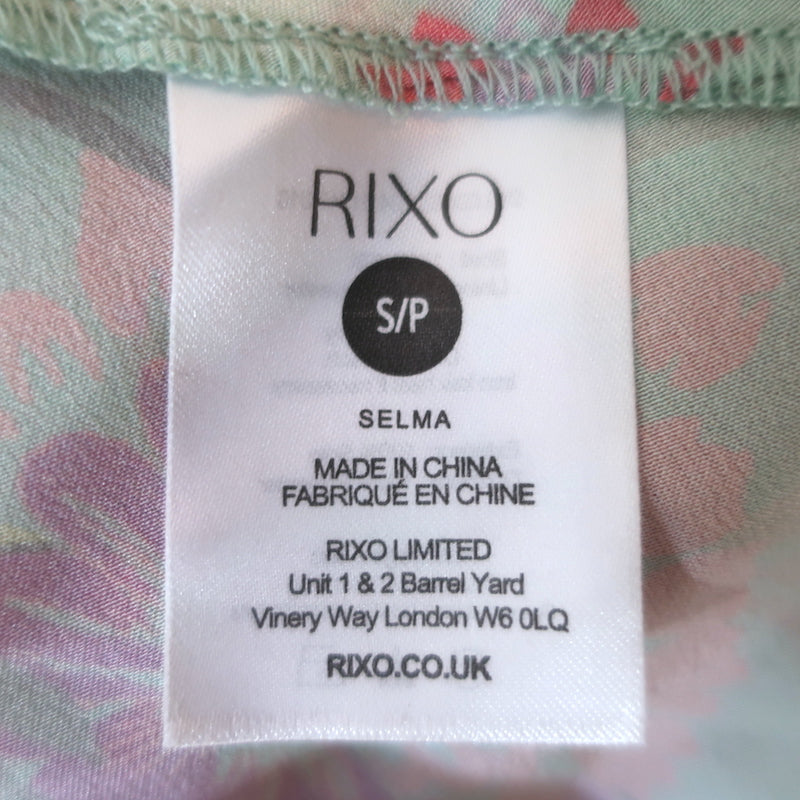 RIXO
S/P
SELMA
MADE IN CHINA
FABRIQUÉ EN CHINE
RIXO LIMITED
Unit 1 & 2 Barrel Yard
Vinery Way London W6 0LQ
RIXO.CO.UK